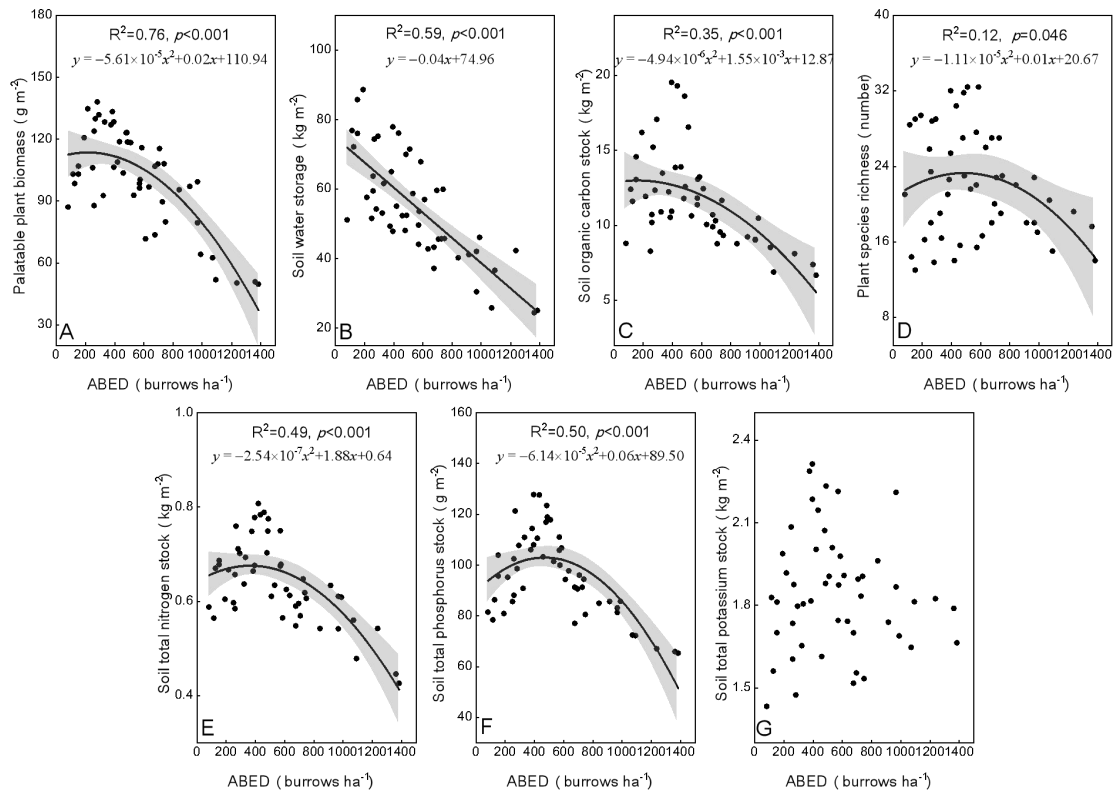 R²=0.76, p<0.001
y = −5.61×10⁻⁵x²+0.02x+110.94
Palatable plant biomass ( g m⁻²)
180
150
120
90
60
30
A
0 200 400 600 800 1000 1200 1400
ABED ( burrows ha⁻¹)
R²=0.59, p<0.001
y = −0.04x+74.96
Soil water storage ( kg m⁻²)
100
80
60
40
20
B
0 200 400 600 800 1000 1200 1400
ABED ( burrows ha⁻¹)
R²=0.35, p<0.001
y = −4.94×10⁻⁶x²+1.55×10⁻³x+12.87
Soil organic carbon stock ( kg m⁻²)
20
15
10
5
C
0 200 400 600 800 1000 1200 1400
ABED ( burrows ha⁻¹)
R²=0.12, p=0.046
y = −1.11×10⁻⁵x²+0.01x+20.67
Plant species richness ( number)
40
32
24
16
8
D
0 200 400 600 800 1000 1200 1400
ABED ( burrows ha⁻¹)
R²=0.49, p<0.001
y = −2.54×10⁻⁷x²+1.88x+0.64
Soil total nitrogen stock ( kg m⁻²)
1.0
0.8
0.6
0.4
E
0 200 400 600 800 1000 1200 1400
ABED ( burrows ha⁻¹)
R²=0.50, p<0.001
y = −6.14×10⁻⁵x²+0.06x+89.50
Soil total phosphorus stock ( g m⁻²)
160
140
120
100
80
60
40
F
0 200 400 600 800 1000 1200 1400
ABED ( burrows ha⁻¹)
Soil total potassium stock ( kg m⁻²)
2.4
2.1
1.8
1.5
G
0 200 400 600 800 1000 1200 1400
ABED ( burrows ha⁻¹)